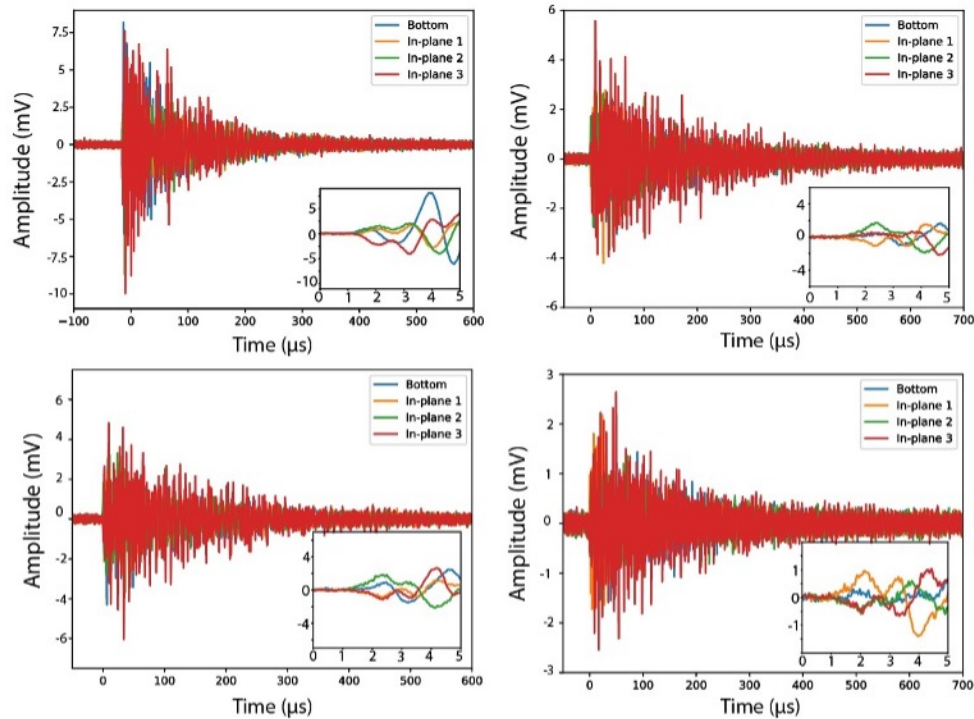 7.5
5.0
2.5
0
-2.5
-5.0
-7.5
-10
Amplitude (mV)
Bottom
In-plane 1
In-plane 2
In-plane 3
5
0
-5
-10
0 1 2 3 4 5
-100 0 100 200 300 400 500 600
Time (µs)
6
4
2
0
-2
-4
-6
Amplitude (mV)
Bottom
In-plane 1
In-plane 2
In-plane 3
4
0
-4
0 1 2 3 4 5
0 100 200 300 400 500 600 700
Time (µs)
6
4
2
0
-2
-4
-6
Amplitude (mV)
Bottom
In-plane 1
In-plane 2
In-plane 3
4
0
-4
0 1 2 3 4 5
0 100 200 300 400 500 600
Time (µs)
3
2
1
0
-1
-2
-3
Amplitude (mV)
Bottom
In-plane 1
In-plane 2
In-plane 3
1
0
-1
0 1 2 3 4 5
0 100 200 300 400 500 600 700
Time (µs)